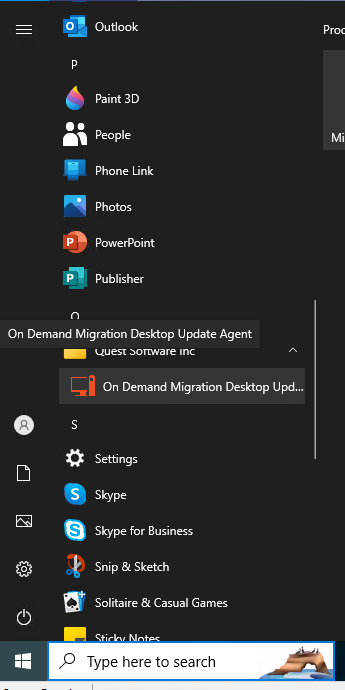 Outlook
Proc
P
Paint 3D
People
Phone Link
Mi
Photos
PowerPoint
Publisher
On Demand Migration Desktop Update Agent
Quest Software Inc
On Demand Migration Desktop Upd...
S
Settings
Skype
Skype for Business
Snip & Sketch
Solitaire & Casual Games
Sticky Notes
Type here to search